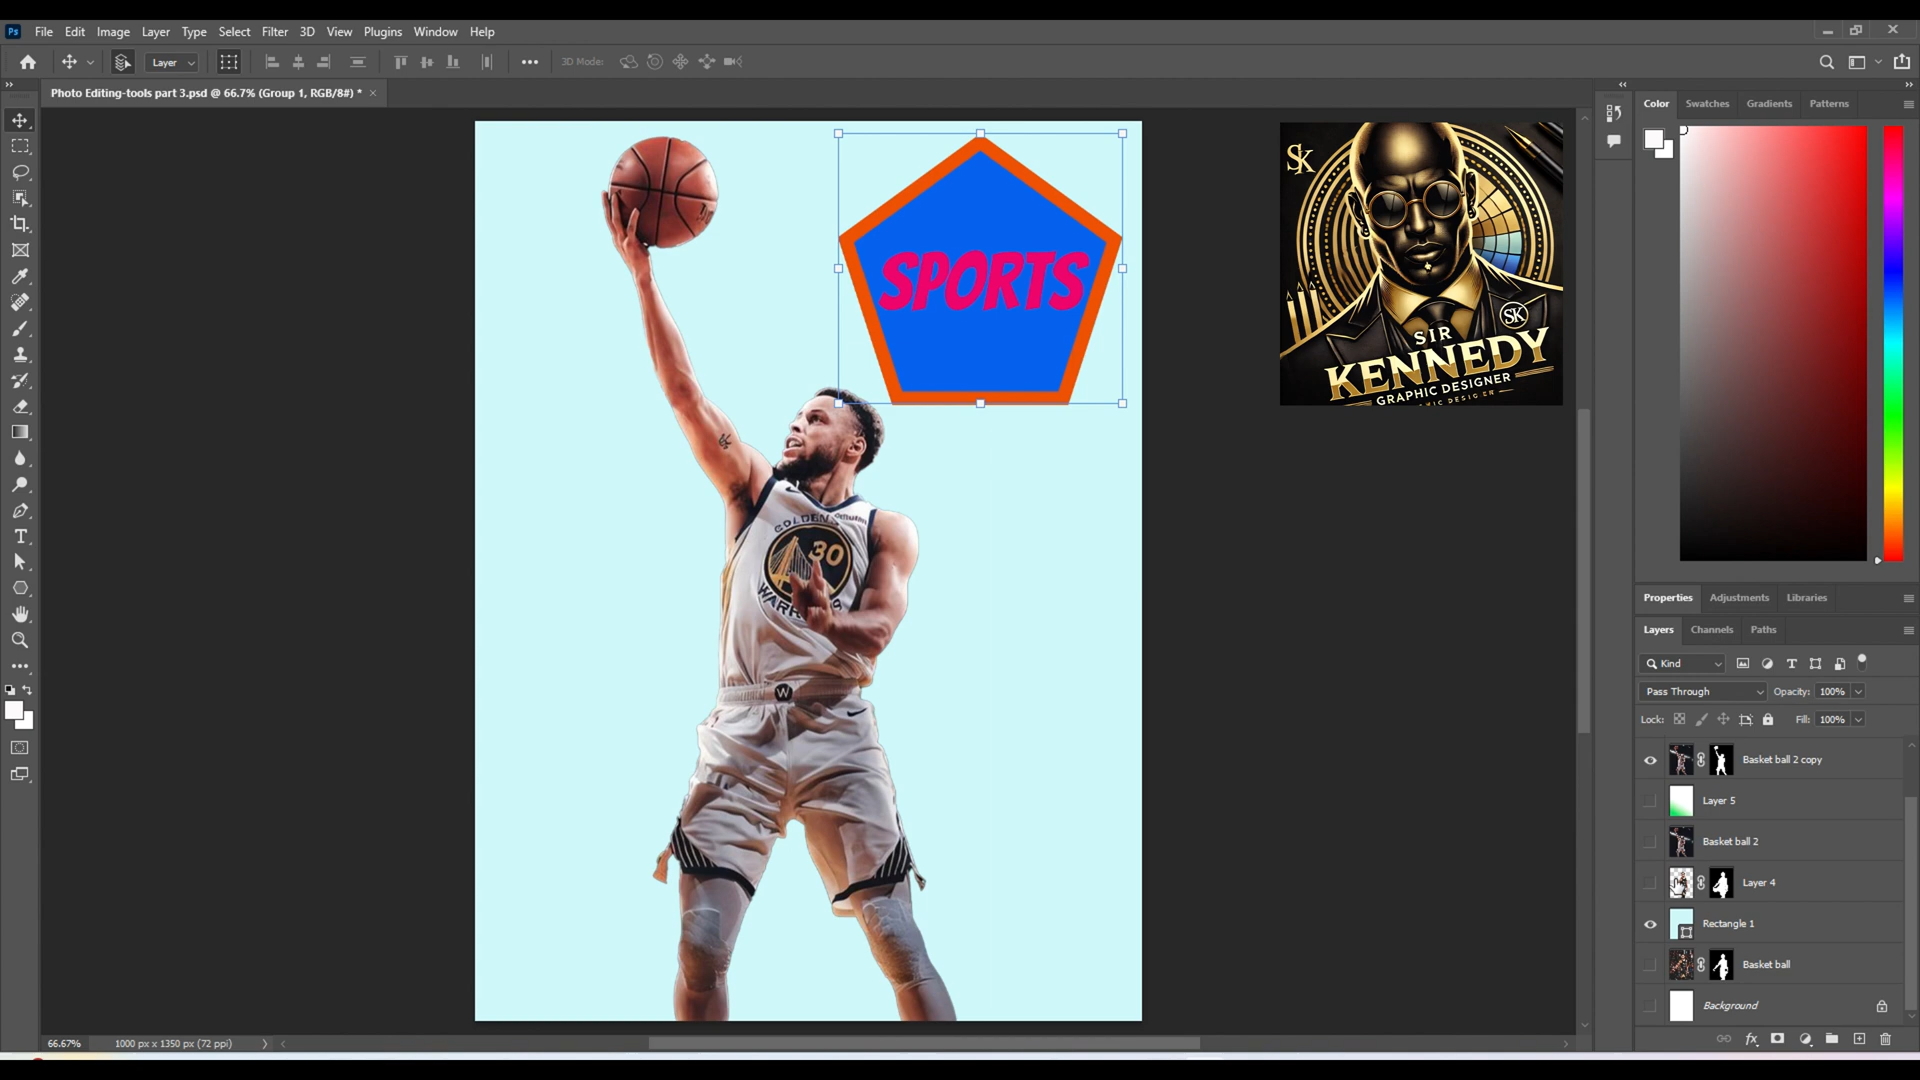 Ps File Edit Image Layer Type Select Filter 3D View Plugins Window Help
Layer 3D Mode:
Photo Editing-tools part 3.psd @ 66.7% (Group 1, RGB/8#) *
Color Swatches Gradients Patterns
SPORTS
GOLDEN
30
WARR
W
SK
SK
SIR
KENNEDY
GRAPHIC DESIGNER
Properties Adjustments Libraries
Layers Channels Paths
Kind
Pass Through Opacity: 100%
Lock: Fill: 100%
Basket ball 2 copy
Layer 5
Basket ball 2
Layer 4
Rectangle 1
Basket ball
Background
fx
66.67% 1000 px x 1350 px (72 ppi)